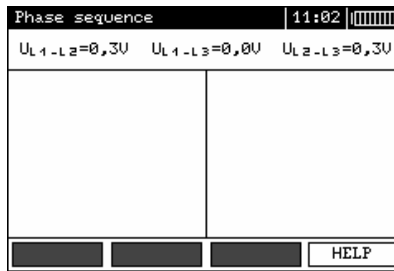 Phase sequence 11:02
UL1-L2=0,3V UL1-L3=0,0V UL2-L3=0,3V
HELP